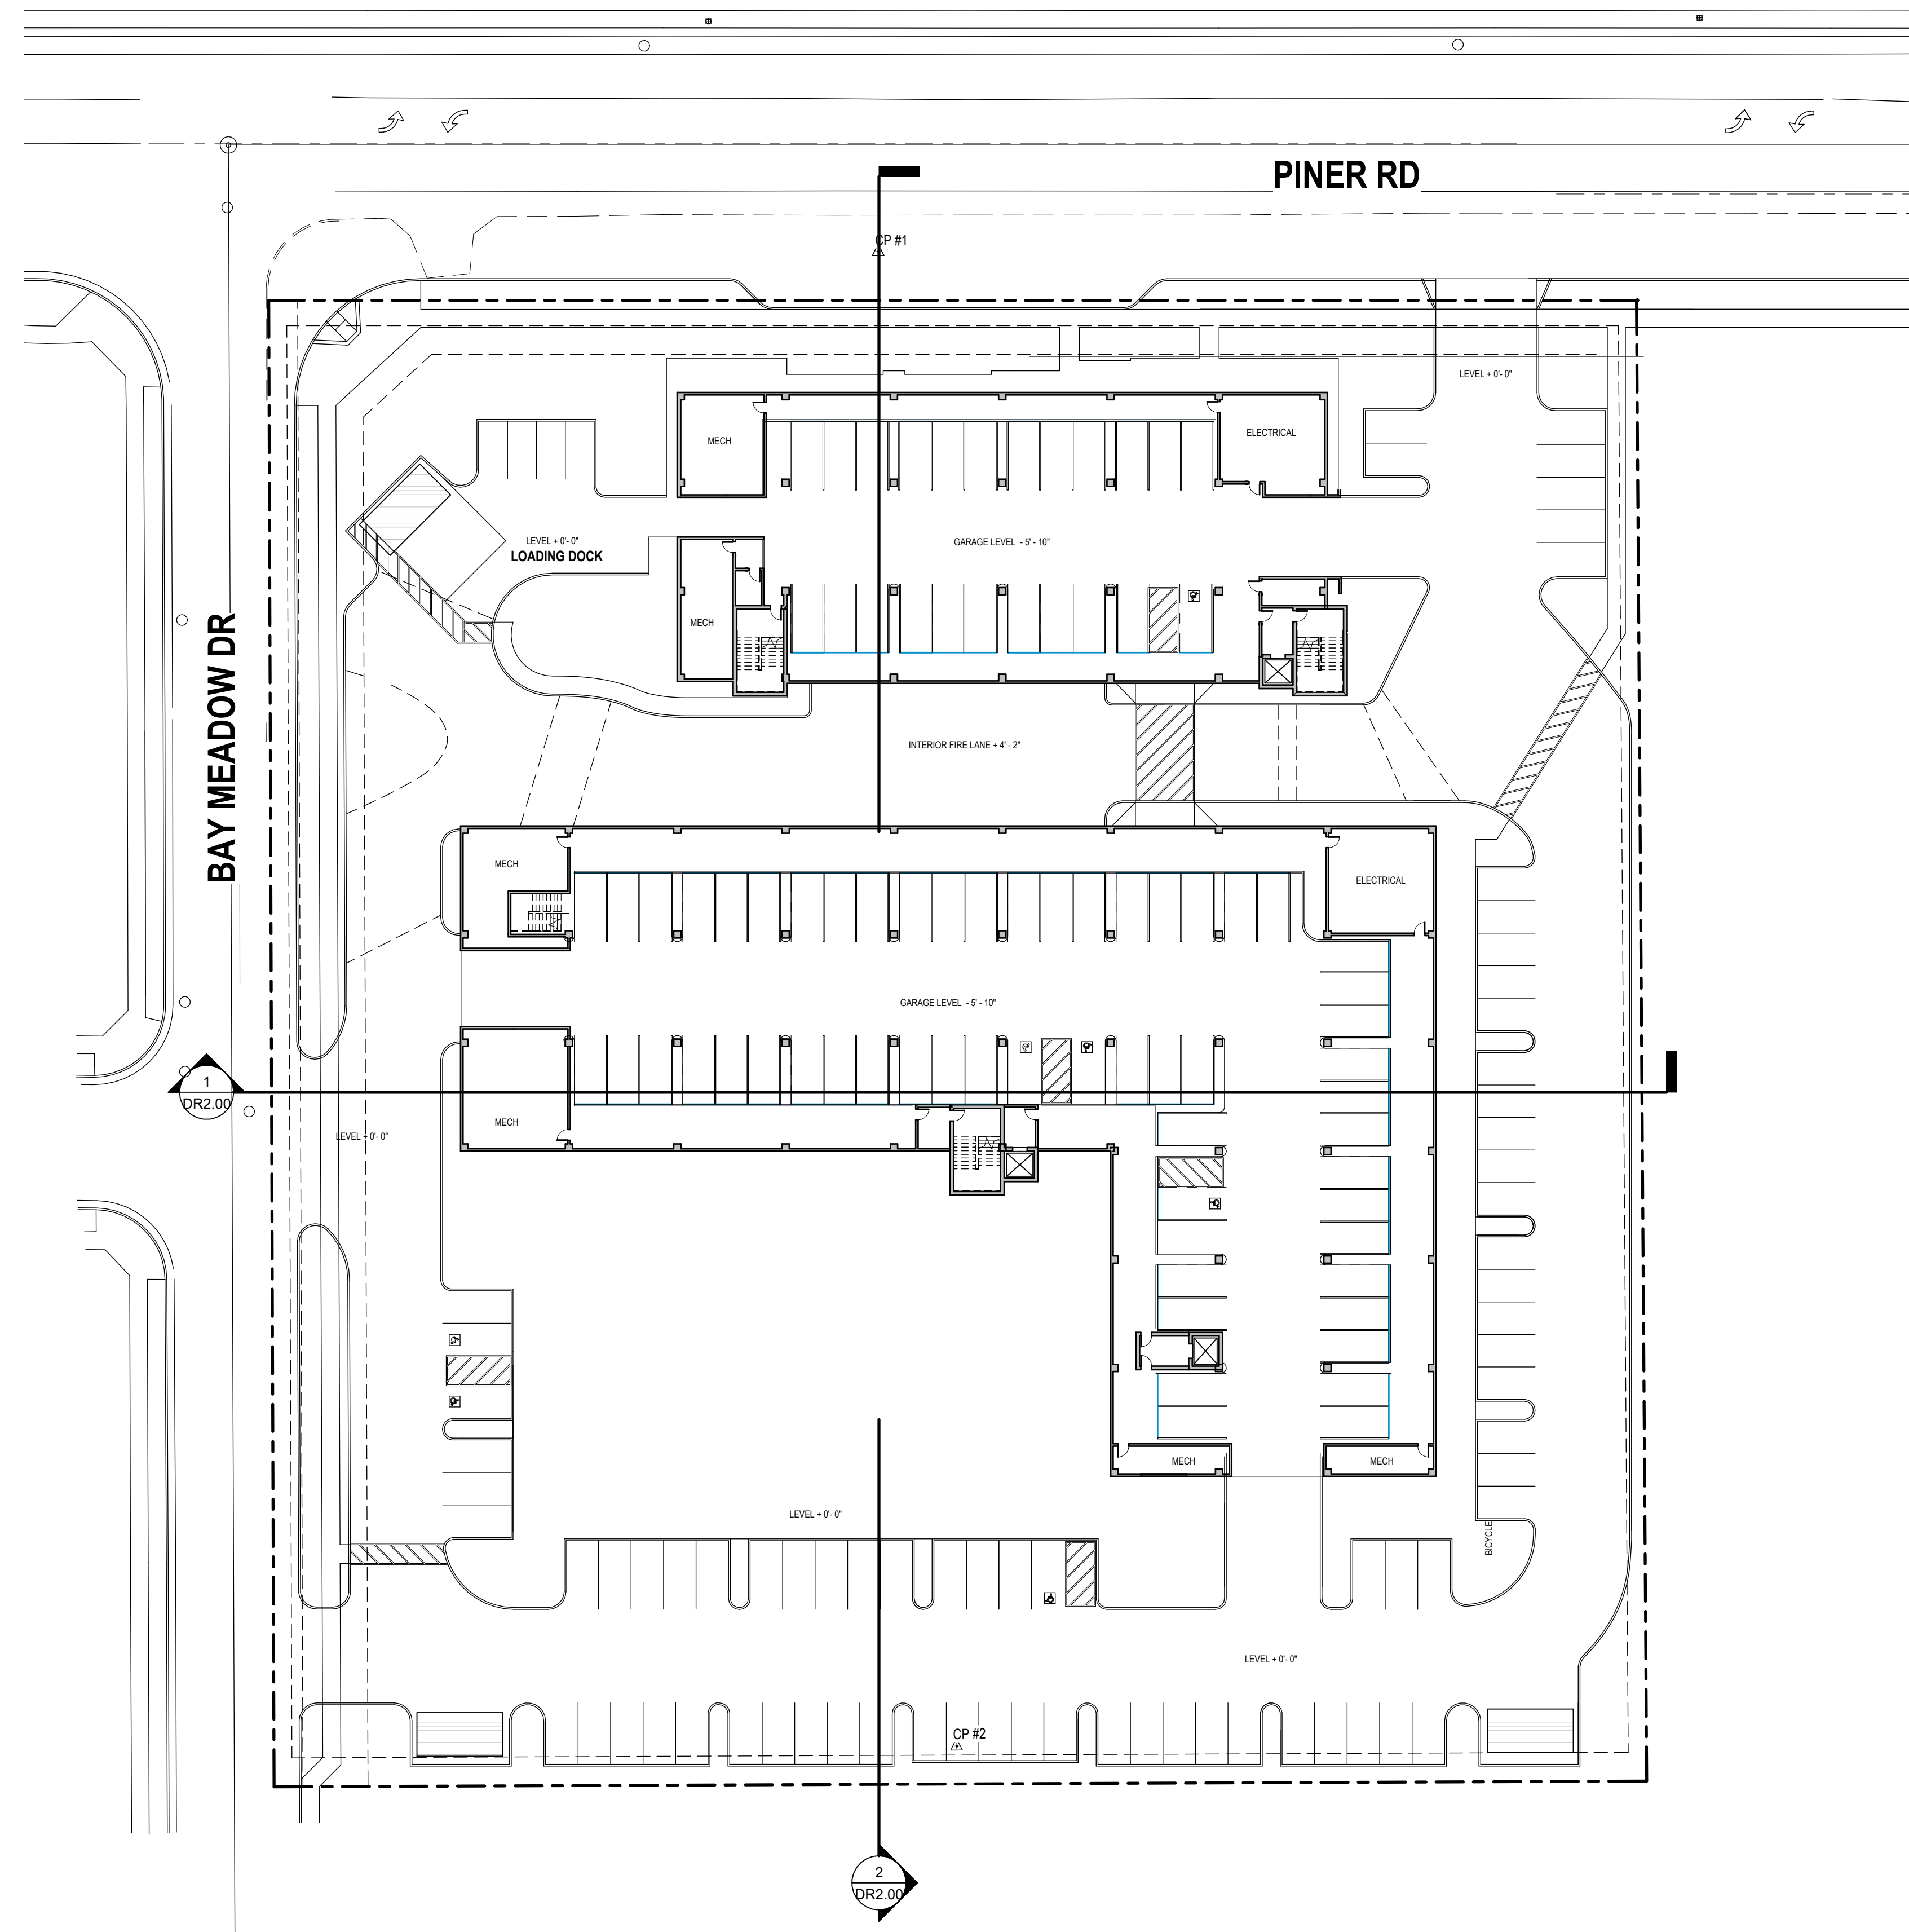 PINER RD
CP #1
LEVEL + 0'- 0"
ELECTRICAL
MECH
LEVEL + 0'- 0"
LOADING DOCK
GARAGE LEVEL - 5' - 10"
MECH
BAY MEADOW DR
INTERIOR FIRE LANE + 4' - 2"
MECH
ELECTRICAL
GARAGE LEVEL - 5' - 10"
1
DR2.00
MECH
LEVEL + 0'- 0"
MECH
MECH
LEVEL + 0'- 0"
BICYCLE
LEVEL + 0'- 0"
CP #2
2
DR2.00